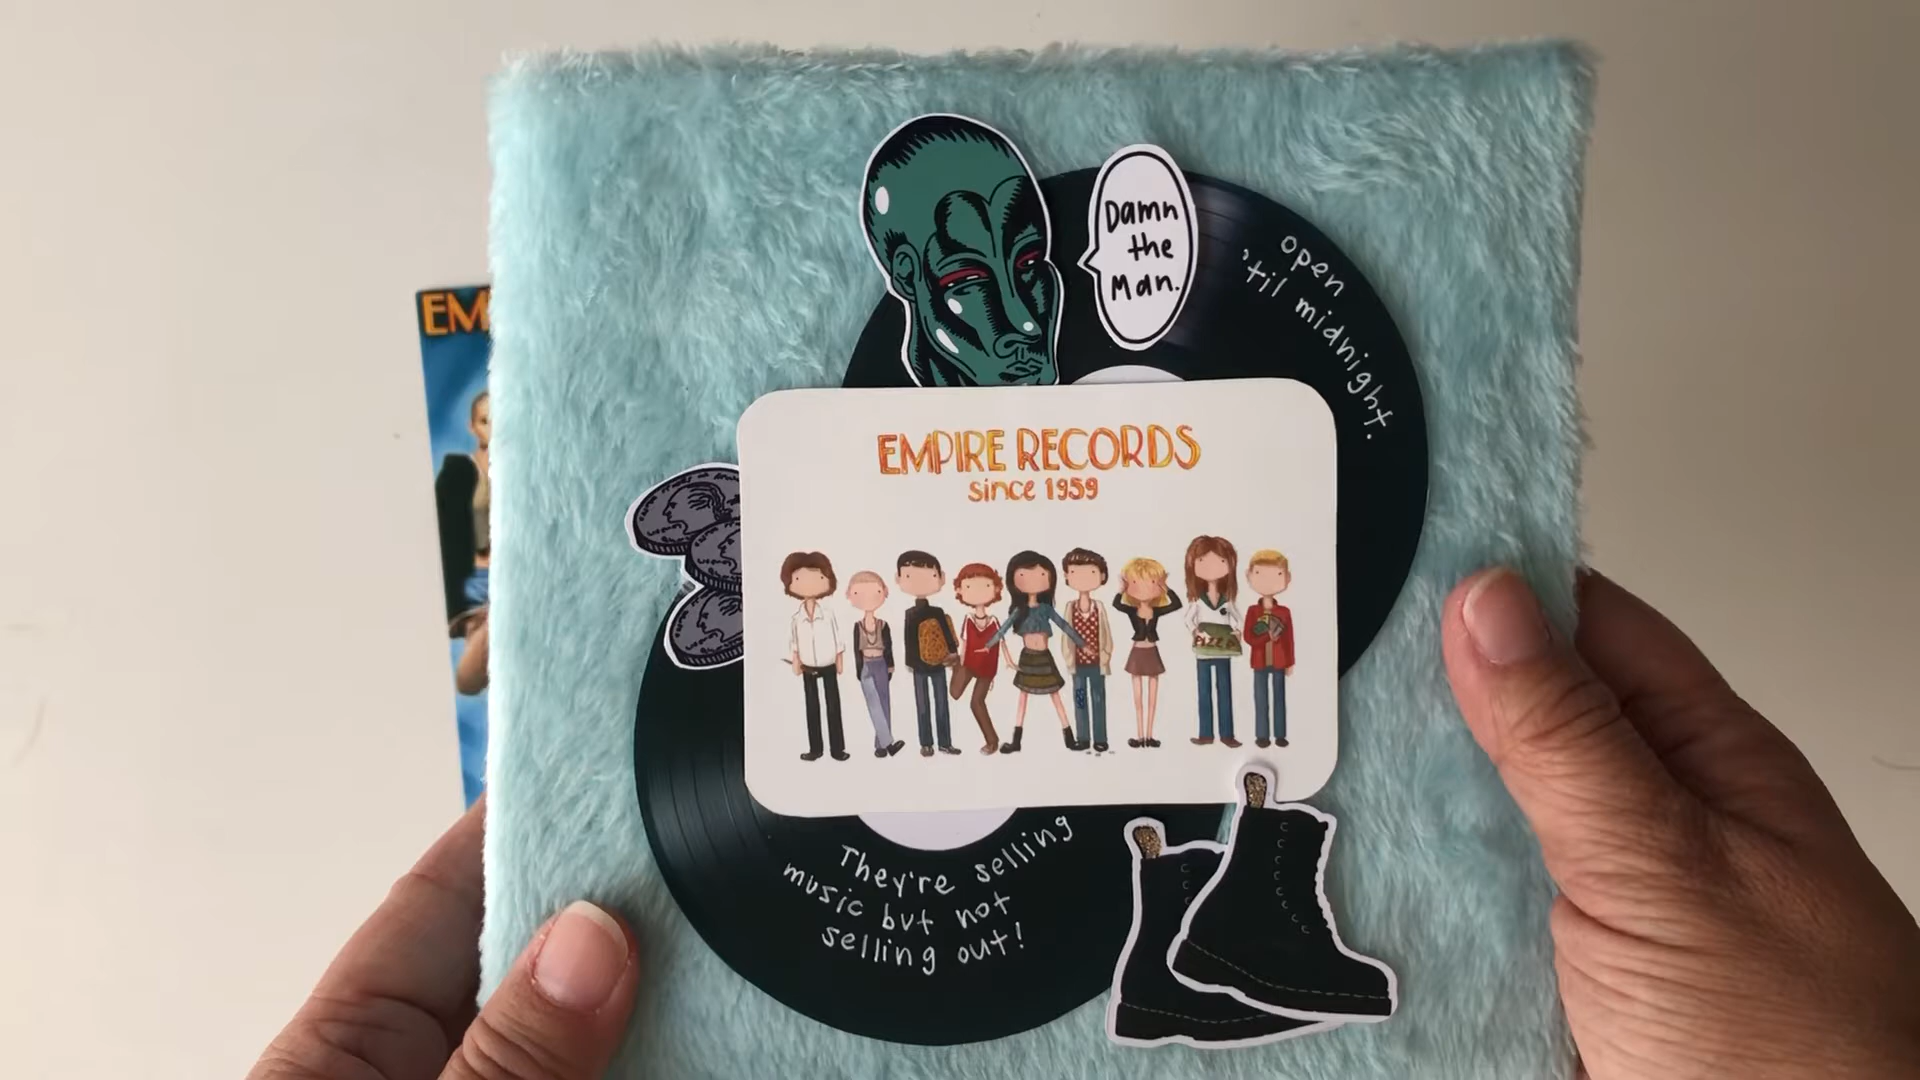 Damn
the
Man.
open
'til midnight.
EM
EMPIRE RECORDS
since 1959
PIZZA
They're selling
music but not
selling out!